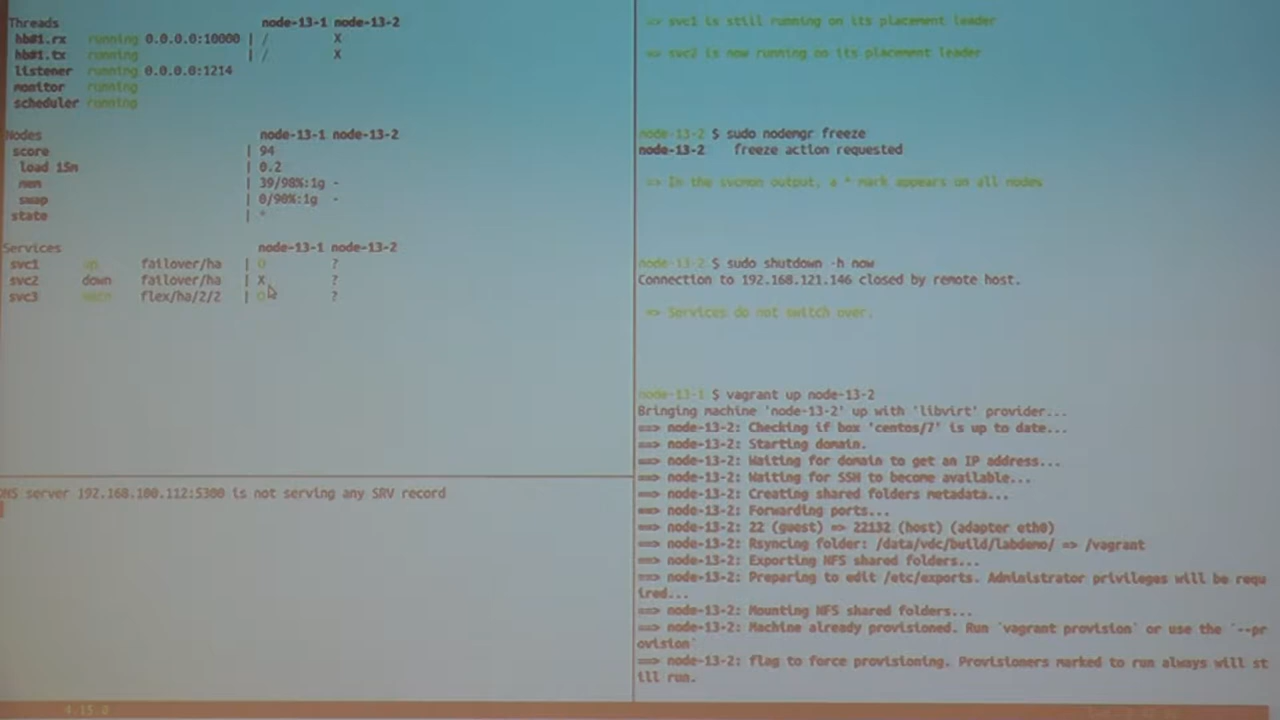 Threads node-13-1 node-13-2
hb#1.rx running 0.0.0.0:10000 | / X
hb#1.tx running | / X
listener running 0.0.0.0:1214
monitor running
scheduler running
Nodes node-13-1 node-13-2
score | 94
load 15m | 0.2
mem | 39/98%:1g -
swap | 0/90%:1g -
state | *
Services node-13-1 node-13-2
svc1 up failover/ha | O ?
svc2 down failover/ha | X ?
svc3 warn flex/ha/2/2 | O ?
DNS server 192.168.100.112:5300 is not serving any SRV record
4.15.0
=> svc1 is still running on its placement leader
=> svc2 is now running on its placement leader
node-13-2 $ sudo nodemgr freeze
node-13-2 freeze action requested
=> In the svcmon output, a * mark appears on all nodes
node-13-2 $ sudo shutdown -h now
Connection to 192.168.121.146 closed by remote host.
=> Services do not switch over.
node-13-1 $ vagrant up node-13-2
Bringing machine 'node-13-2' up with 'libvirt' provider...
==> node-13-2: Checking if box 'centos/7' is up to date...
==> node-13-2: Starting domain.
==> node-13-2: Waiting for domain to get an IP address...
==> node-13-2: Waiting for SSH to become available...
==> node-13-2: Creating shared folders metadata...
==> node-13-2: Forwarding ports...
==> node-13-2: 22 (guest) => 22132 (host) (adapter eth0)
==> node-13-2: Rsyncing folder: /data/vdc/build/labdemo/ => /vagrant
==> node-13-2: Exporting NFS shared folders...
==> node-13-2: Preparing to edit /etc/exports. Administrator privileges will be requ
ired...
==> node-13-2: Mounting NFS shared folders...
==> node-13-2: Machine already provisioned. Run `vagrant provision` or use the `--pr
ovision`
==> node-13-2: flag to force provisioning. Provisioners marked to run always will st
ill run.